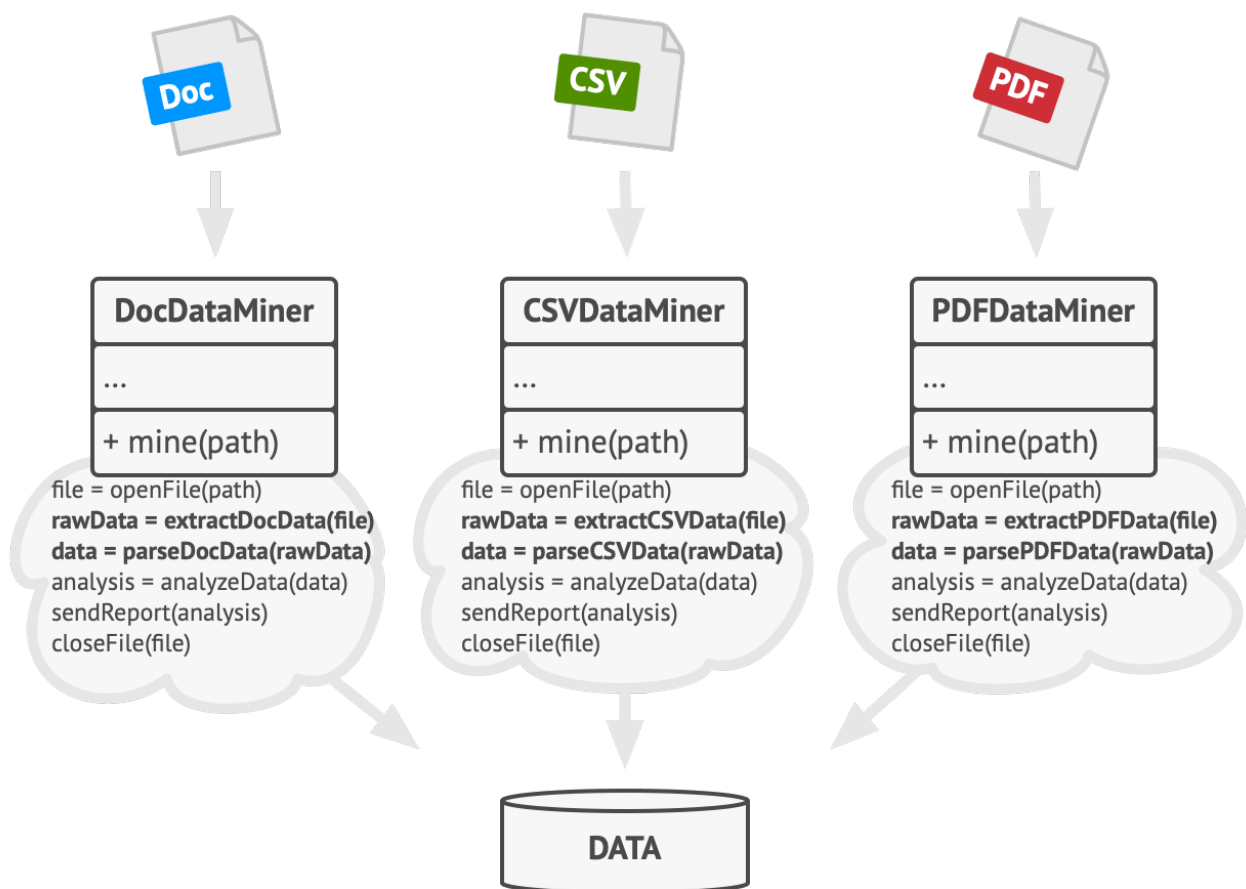 Doc
CSV
PDF
DocDataMiner
...
+ mine(path)
file = openFile(path)
rawData = extractDocData(file)
data = parseDocData(rawData)
analysis = analyzeData(data)
sendReport(analysis)
closeFile(file)
CSVDataMiner
...
+ mine(path)
file = openFile(path)
rawData = extractCSVData(file)
data = parseCSVData(rawData)
analysis = analyzeData(data)
sendReport(analysis)
closeFile(file)
PDFDataMiner
...
+ mine(path)
file = openFile(path)
rawData = extractPDFData(file)
data = parsePDFData(rawData)
analysis = analyzeData(data)
sendReport(analysis)
closeFile(file)
DATA